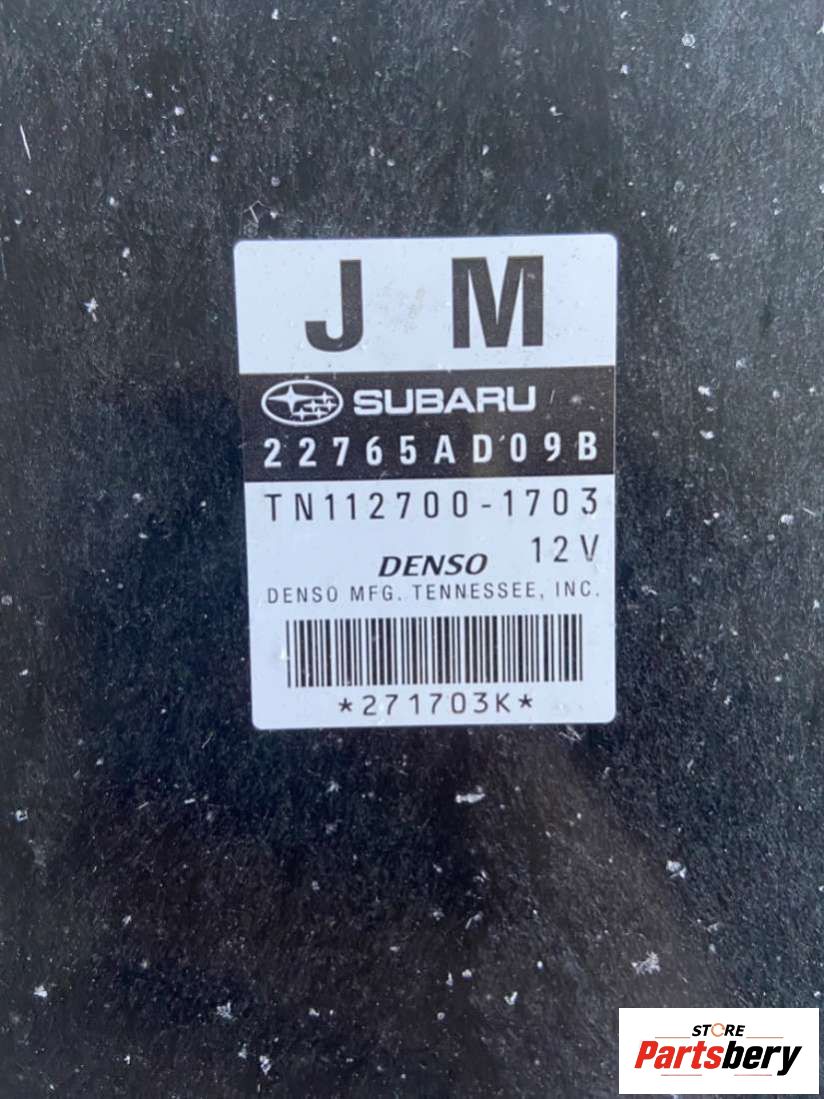 J M
SUBARU
22765AD09B
TN112700-1703
DENSO 12V
DENSO MFG. TENNESSEE, INC.
*271703K*
STORE
Partsbery